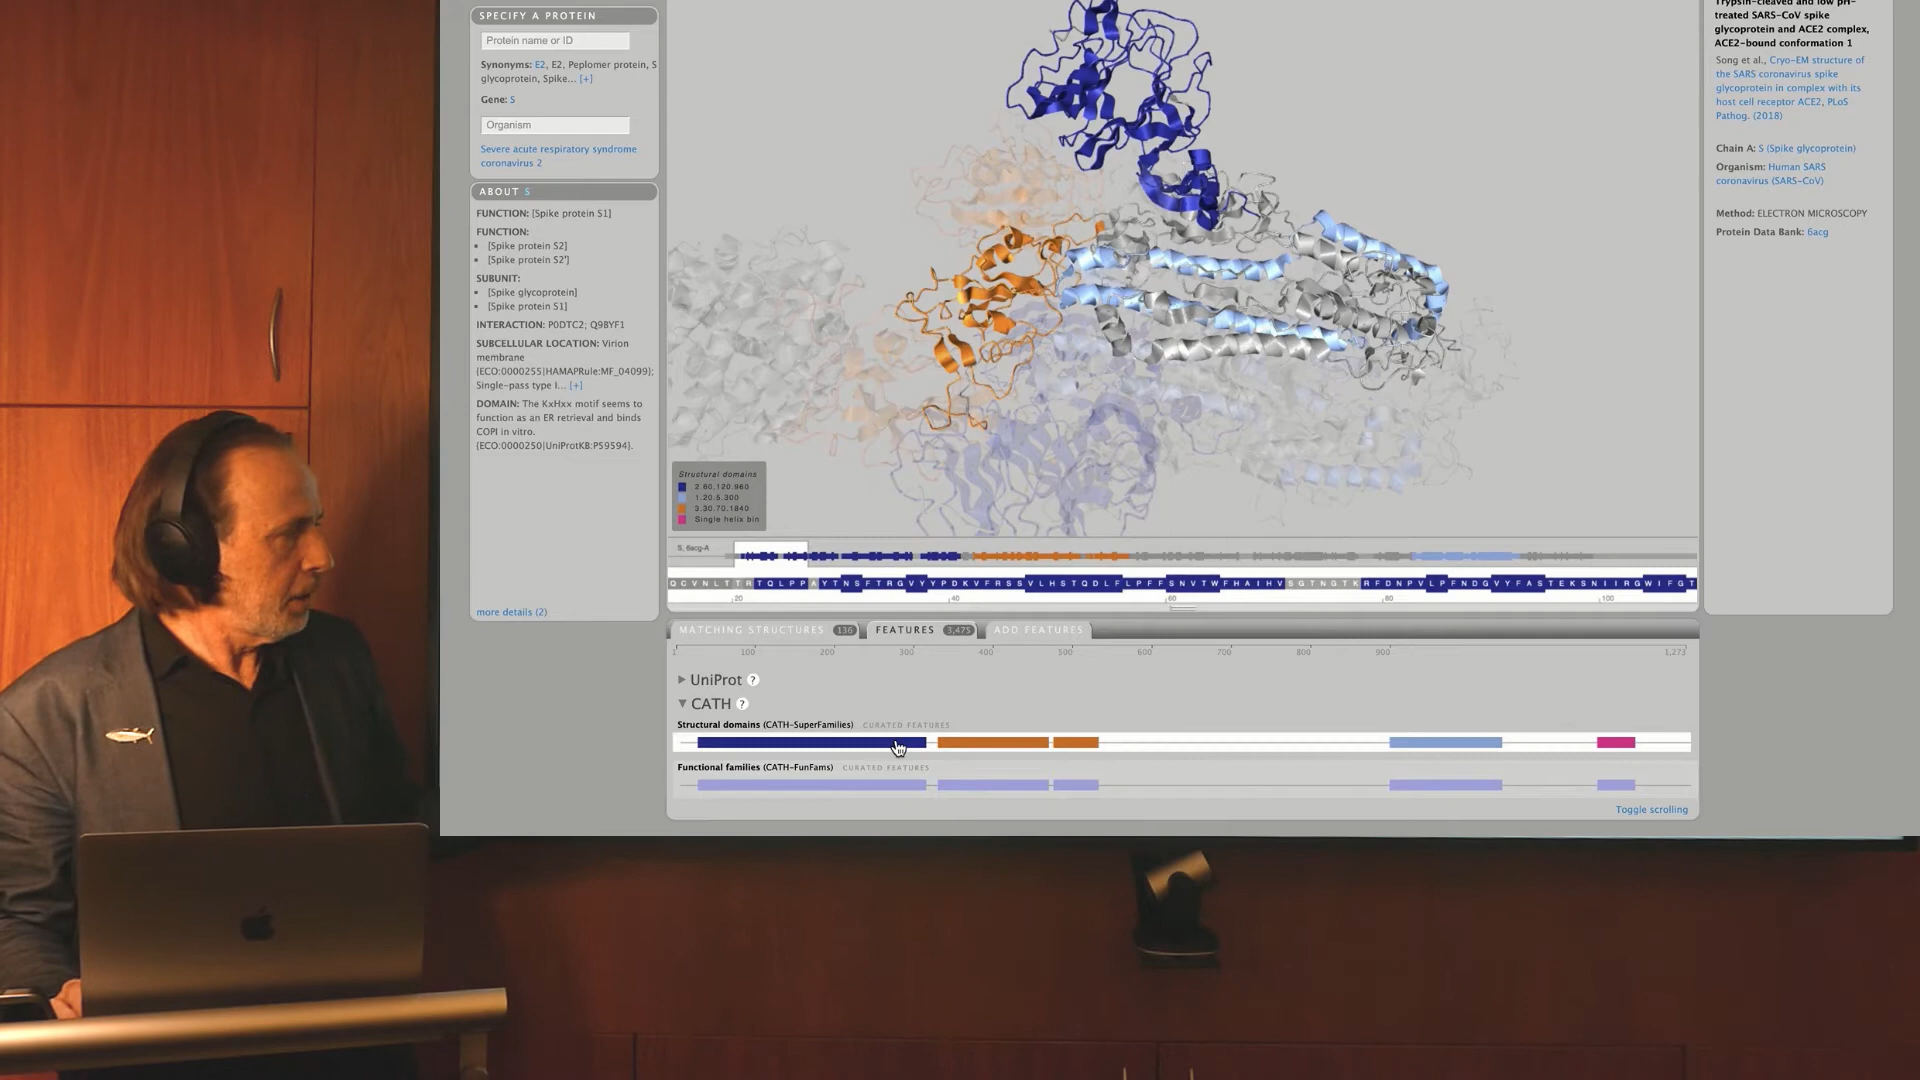 SPECIFY A PROTEIN
Protein name or ID
Synonyms: E2, E2, Peplomer protein, S
glycoprotein, Spike... [+]
Gene: S
Organism
Severe acute respiratory syndrome
coronavirus 2
ABOUT S
FUNCTION: [Spike protein S1]
FUNCTION:
[Spike protein S2]
[Spike protein S2']
SUBUNIT:
[Spike glycoprotein]
[Spike protein S1]
INTERACTION: P0DTC2; Q9BYF1
SUBCELLULAR LOCATION: Virion
membrane
{ECO:0000255|HAMAPRule:MF_04099};
Single-pass type I... [+]
DOMAIN: The KxHxx motif seems to
function as an ER retrieval and binds
COPI in vitro.
{ECO:0000250|UniProtKB:P59594}.
more details (2)
Structural domains
2.60.120.960
1.20.5.300
3.30.70.1840
Single helix bin
S, 6acg-A
QCVNLTTRTQLPPAYTNSFTRGVYYPDKVFRSSVLHSTQDLFLPFFSNVTWFHAIHVSGTNGTKRFDNPVLPFNDGVYFASTEKSNIIRGWIFGT
20 40 60 80 100
MATCHING STRUCTURES 136 FEATURES 3,475 ADD FEATURES
1 100 200 300 400 500 600 700 800 900 1,273
UniProt ?
CATH ?
Structural domains (CATH-SuperFamilies) CURATED FEATURES
Functional families (CATH-FunFams) CURATED FEATURES
Toggle scrolling
Trypsin-cleaved and low pH-
treated SARS-CoV spike
glycoprotein and ACE2 complex,
ACE2-bound conformation 1
Song et al., Cryo-EM structure of
the SARS coronavirus spike
glycoprotein in complex with its
host cell receptor ACE2, PLoS
Pathog. (2018)
Chain A: S (Spike glycoprotein)
Organism: Human SARS
coronavirus (SARS-CoV)
Method: ELECTRON MICROSCOPY
Protein Data Bank: 6acg